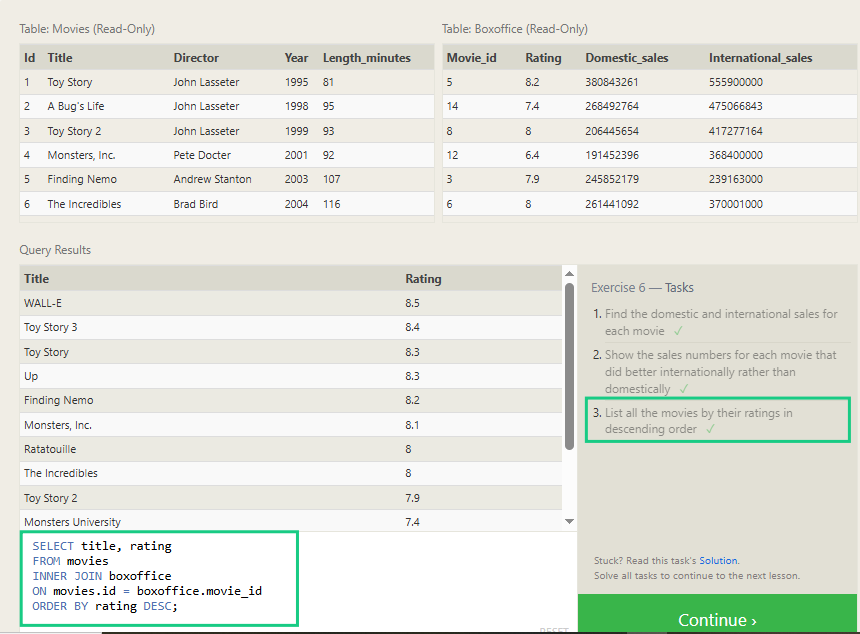 Table: Movies (Read-Only)
Id Title Director Year Length_minutes
1 Toy Story John Lasseter 1995 81
2 A Bug's Life John Lasseter 1998 95
3 Toy Story 2 John Lasseter 1999 93
4 Monsters, Inc. Pete Docter 2001 92
5 Finding Nemo Andrew Stanton 2003 107
6 The Incredibles Brad Bird 2004 116
Table: Boxoffice (Read-Only)
Movie_id Rating Domestic_sales International_sales
5 8.2 380843261 555900000
14 7.4 268492764 475066843
8 8 206445654 417277164
12 6.4 191452396 368400000
3 7.9 245852179 239163000
6 8 261441092 370001000
Query Results
Title Rating
WALL-E 8.5
Toy Story 3 8.4
Toy Story 8.3
Up 8.3
Finding Nemo 8.2
Monsters, Inc. 8.1
Ratatouille 8
The Incredibles 8
Toy Story 2 7.9
Monsters University 7.4
SELECT title, rating
FROM movies
INNER JOIN boxoffice
ON movies.id = boxoffice.movie_id
ORDER BY rating DESC;
RESET
Exercise 6 — Tasks
1. Find the domestic and international sales for
each movie ✓
2. Show the sales numbers for each movie that
did better internationally rather than
domestically ✓
3. List all the movies by their ratings in
descending order ✓
Stuck? Read this task's Solution.
Solve all tasks to continue to the next lesson.
Continue ›